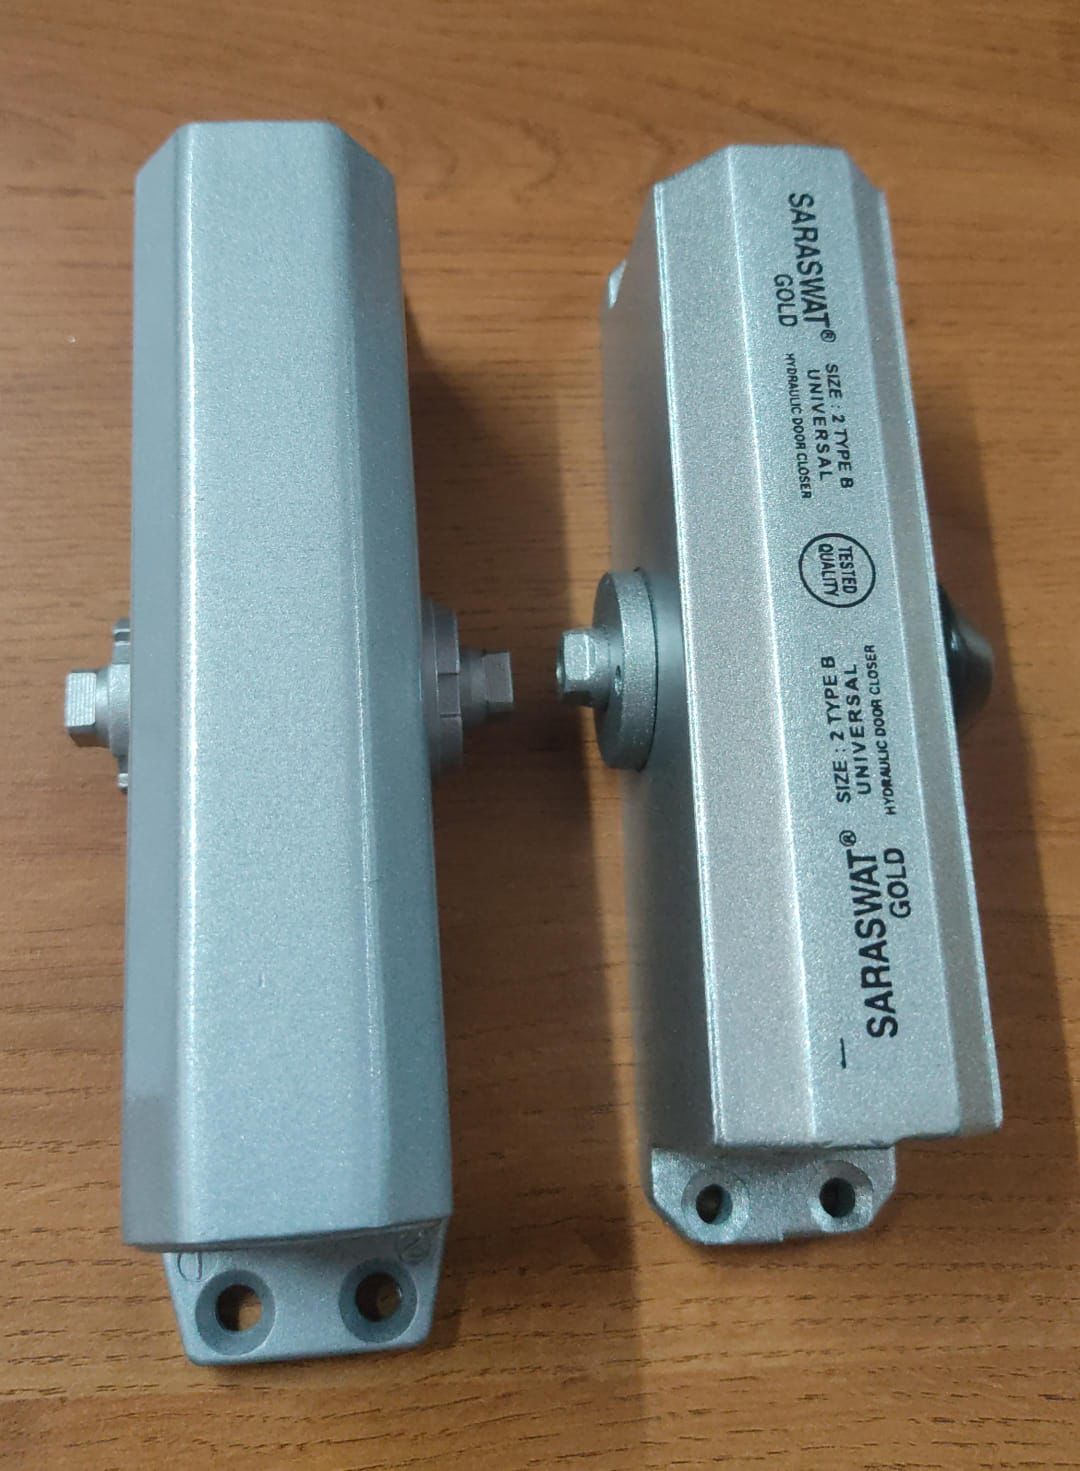 SARASWAT®
GOLD
SIZE : 2 TYPE B
UNIVERSAL
HYDRAULIC DOOR CLOSER
TESTED
QUALITY
SIZE : 2 TYPE B
UNIVERSAL
HYDRAULIC DOOR CLOSER
SARASWAT®
GOLD